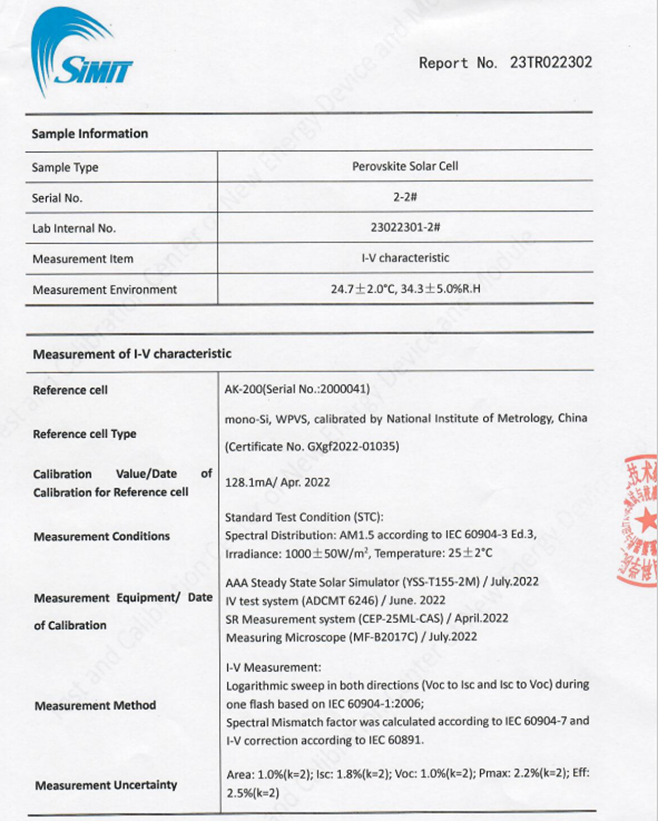 SIMIT
Report No. 23TR022302
Sample Information
Sample Type Perovskite Solar Cell
Serial No. 2-2#
Lab Internal No. 23022301-2#
Measurement Item I-V characteristic
Measurement Environment 24.7±2.0°C, 34.3±5.0%R.H
Measurement of I-V characteristic
Reference cell AK-200(Serial No.:2000041)
Reference cell Type
mono-Si, WPVS, calibrated by National Institute of Metrology, China
(Certificate No. GXgf2022-01035)
Calibration Value/Date of
Calibration for Reference cell
128.1mA/ Apr. 2022
Measurement Conditions
Standard Test Condition (STC):
Spectral Distribution: AM1.5 according to IEC 60904-3 Ed.3,
Irradiance: 1000±50W/m², Temperature: 25±2°C
Measurement Equipment/ Date
of Calibration
AAA Steady State Solar Simulator (YSS-T155-2M) / July.2022
IV test system (ADCMT 6246) / June. 2022
SR Measurement system (CEP-25ML-CAS) / April.2022
Measuring Microscope (MF-B2017C) / July.2022
Measurement Method
I-V Measurement:
Logarithmic sweep in both directions (Voc to Isc and Isc to Voc) during
one flash based on IEC 60904-1:2006;
Spectral Mismatch factor was calculated according to IEC 60904-7 and
I-V correction according to IEC 60891.
Measurement Uncertainty
Area: 1.0%(k=2); Isc: 1.8%(k=2); Voc: 1.0%(k=2); Pmax: 2.2%(k=2); Eff:
2.5%(k=2)